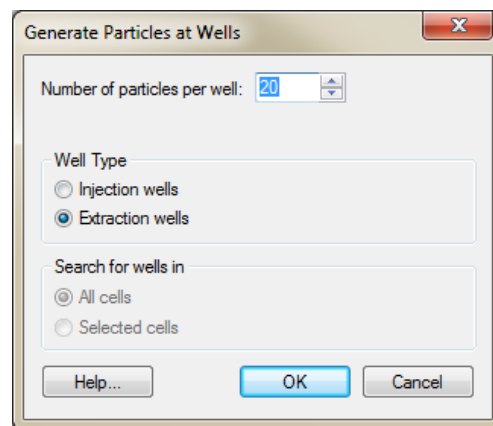 Generate Particles at Wells
Number of particles per well: 20
Well Type
Injection wells
Extraction wells
Search for wells in
All cells
Selected cells
Help... OK Cancel